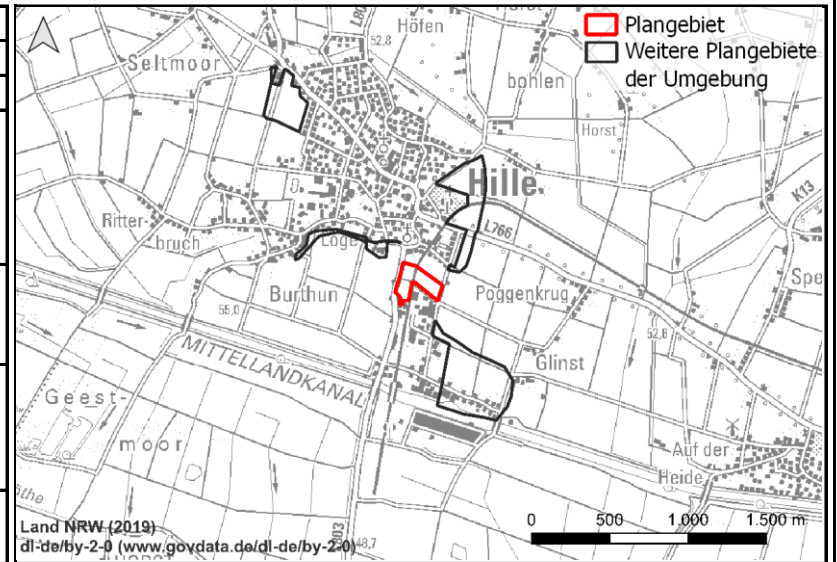 Plangebiet
Weitere Plangebiete
der Umgebung
Höfen
52,8
Seltmoor
bohlen
Horst
Hille
K13
Ritter-
bruch
L766
Loge
Burthun
Poggenkrug
55,0
52,6
Glinst
MITTELLANDKANAL
Geest-
moor
Auf der
Heide
Land NRW (2019)
dl-de/by-2-0 (www.govdata.de/dl-de/by-2-0)
48,7
0 500 1.000 1.500 m